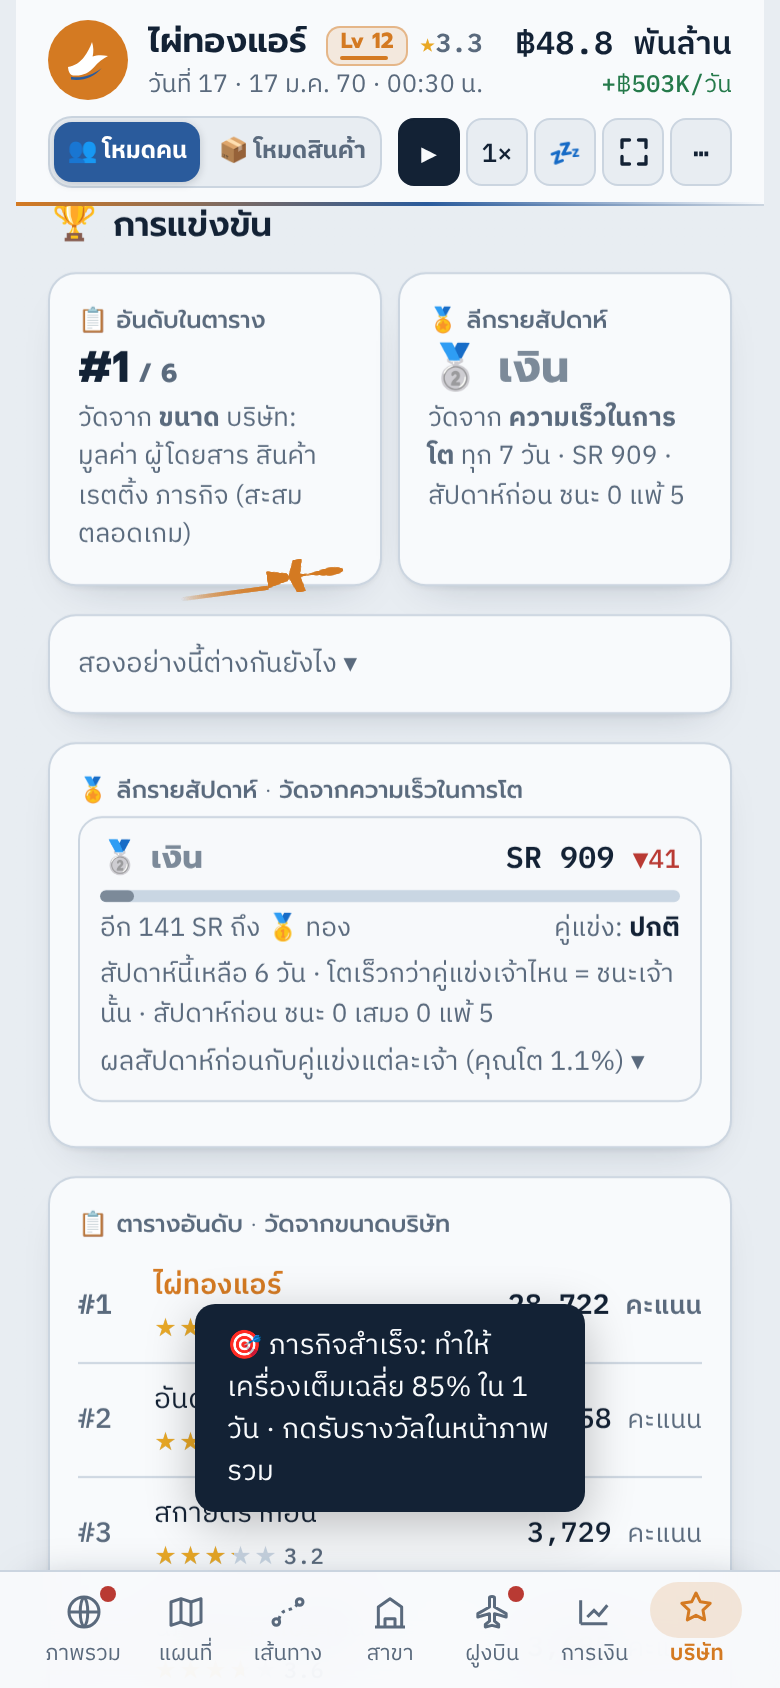 ไผ่ทองแอร์ Lv 12 ★3.3 ฿48.8 พันล้าน
วันที่ 17 · 17 ม.ค. 70 · 00:30 น. +฿503K/วัน
👥 โหมดคน 📦 โหมดสินค้า ▶ 1× 💤 ⛶ ···
🏆 การแข่งขัน
📋 อันดับในตาราง
#1 / 6
วัดจาก ขนาด บริษัท:
มูลค่า ผู้โดยสาร สินค้า
เรตติ้ง ภารกิจ (สะสม
ตลอดเกม)
🏅 ลีกรายสัปดาห์
🥈 เงิน
วัดจาก ความเร็วในการ
โต ทุก 7 วัน · SR 909 ·
สัปดาห์ก่อน ชนะ 0 แพ้ 5
สองอย่างนี้ต่างกันยังไง ▾
🏅 ลีกรายสัปดาห์ · วัดจากความเร็วในการโต
🥈 เงิน SR 909 ▼41
อีก 141 SR ถึง 🥇 ทอง คู่แข่ง: ปกติ
สัปดาห์นี้เหลือ 6 วัน · โตเร็วกว่าคู่แข่งเจ้าไหน = ชนะเจ้า
นั้น · สัปดาห์ก่อน ชนะ 0 เสมอ 0 แพ้ 5
ผลสัปดาห์ก่อนกับคู่แข่งแต่ละเจ้า (คุณโต 1.1%) ▾
📋 ตารางอันดับ · วัดจากขนาดบริษัท
#1 ไผ่ทองแอร์ คะแนน
#2 คะแนน
#3 3,729 คะแนน
★★★★★ 3.2
🎯 ภารกิจสำเร็จ: ทำให้
เครื่องเต็มเฉลี่ย 85% ใน 1
วัน · กดรับรางวัลในหน้าภาพ
รวม
ภาพรวม แผนที่ เส้นทาง สาขา ฝูงบิน การเงิน บริษัท